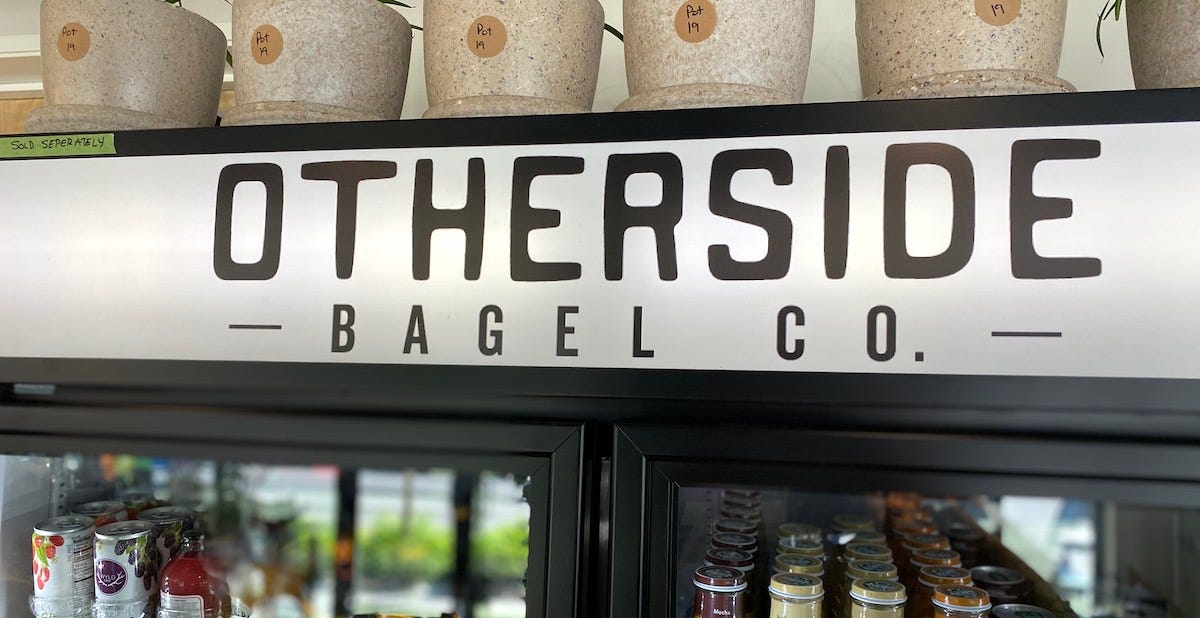 Pot
19
Pot
19
Pot
19
Pot
19
19
SOLD SEPERATELY
OTHERSIDE
— BAGEL CO. —
Mocha